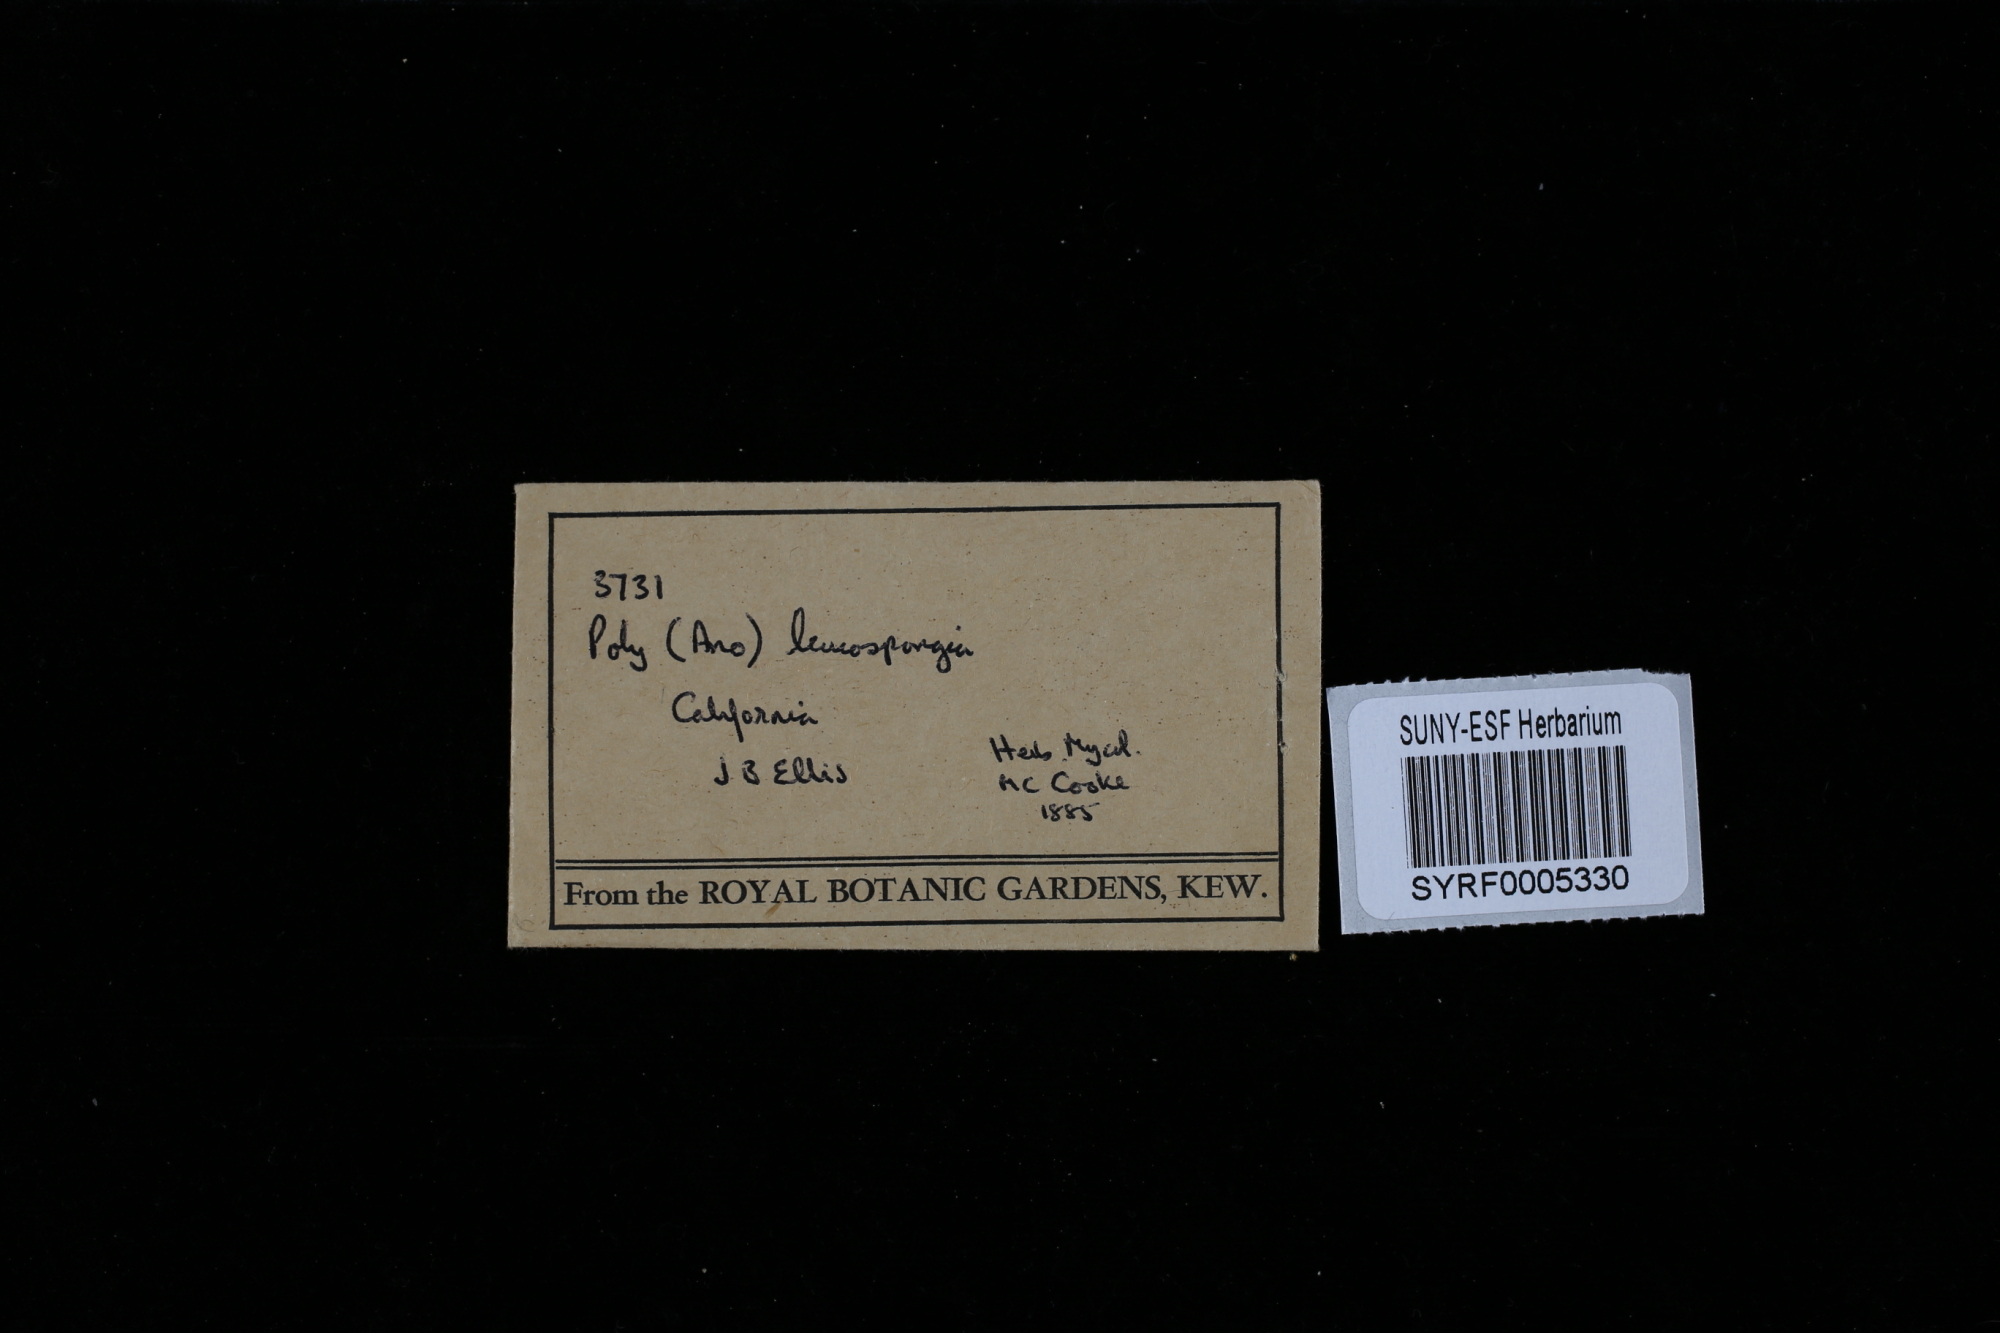 3731
Poly (Ano) leucospongia
California
J B Ellis
Herb. Mycol.
MC Cooke
1885
From the ROYAL BOTANIC GARDENS, KEW.
SUNY-ESF Herbarium
SYRF0005330